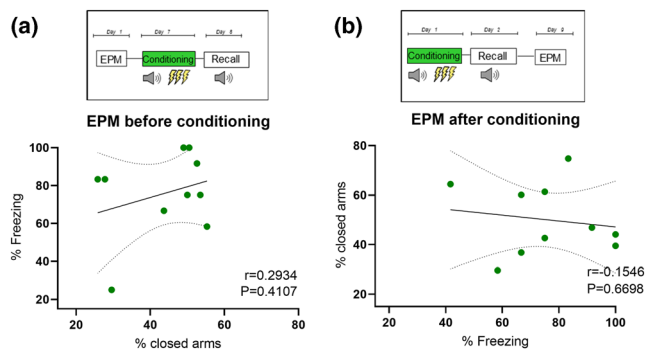 (a)
Day 1 Day 7 Day 8
EPM Conditioning Recall
EPM before conditioning
% Freezing
100
80
60
40
20
r=0.2934
P=0.4107
20 40 60 80
% closed arms
(b)
Day 1 Day 2 Day 9
Conditioning Recall EPM
EPM after conditioning
% closed arms
80
60
40
20
r=-0.1546
P=0.6698
20 40 60 80 100
% Freezing